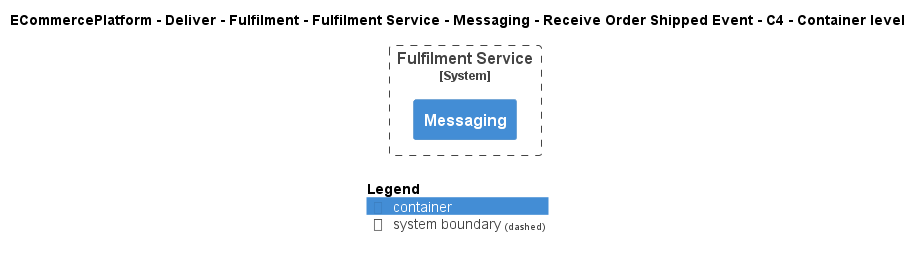 ECommercePlatform - Deliver - Fulfilment - Fulfilment Service - Messaging - Receive Order Shipped Event - C4 - Container level
Fulfilment Service
[System]
Messaging
Legend
container
system boundary (dashed)